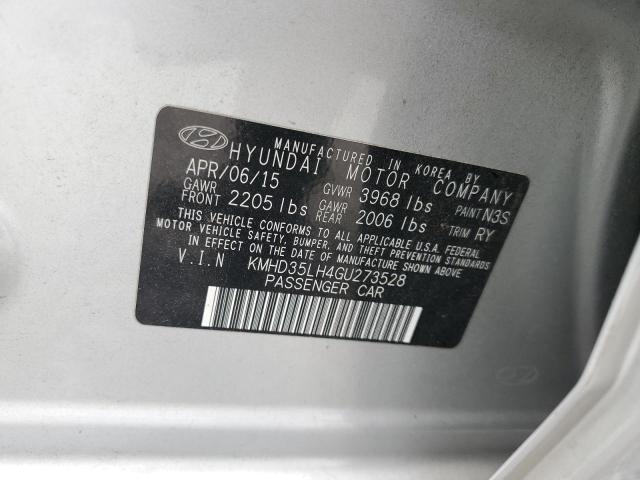 MANUFACTURED IN KOREA BY
HYUNDAI MOTOR COMPANY
APR/06/15 GVWR 3968 lbs PAINT N3S
GAWR FRONT 2205 lbs GAWR REAR 2006 lbs TRIM RY
THIS VEHICLE CONFORMS TO ALL APPLICABLE U.S.A. FEDERAL
MOTOR VEHICLE SAFETY, BUMPER, AND THEFT PREVENTION STANDARDS
IN EFFECT ON THE DATE OF MANUFACTURE SHOWN ABOVE.
V.I.N KMHD35LH4GU273528
PASSENGER CAR